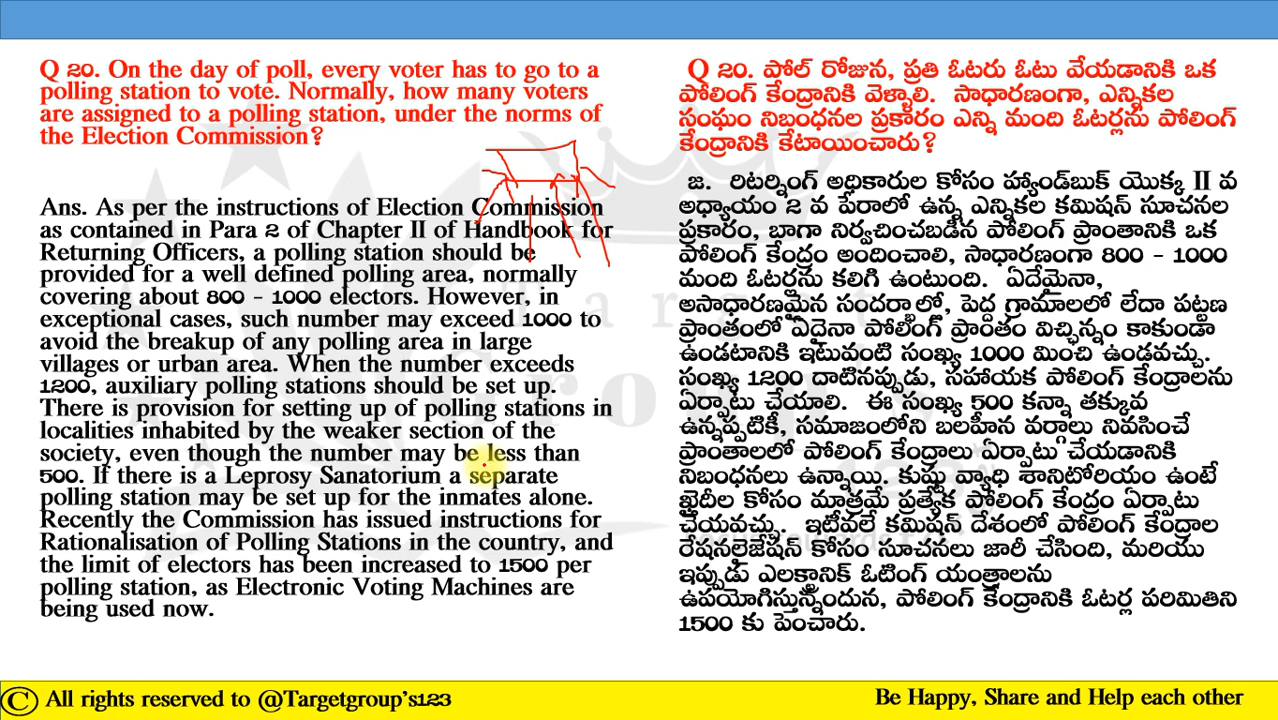 Q 20. On the day of poll, every voter has to go to a
polling station to vote. Normally, how many voters
are assigned to a polling station, under the norms of
the Election Commission?
Ans. As per the instructions of Election Commission
as contained in Para 2 of Chapter II of Handbook for
Returning Officers, a polling station should be
provided for a well defined polling area, normally
covering about 800 - 1000 electors. However, in
exceptional cases, such number may exceed 1000 to
avoid the breakup of any polling area in large
villages or urban area. When the number exceeds
1200, auxiliary polling stations should be set up.
There is provision for setting up of polling stations in
localities inhabited by the weaker section of the
society, even though the number may be less than
500. If there is a Leprosy Sanatorium a separate
polling station may be set up for the inmates alone.
Recently the Commission has issued instructions for
Rationalisation of Polling Stations in the country, and
the limit of electors has been increased to 1500 per
polling station, as Electronic Voting Machines are
being used now.
Q 20. పోల్ రోజున, ప్రతి ఓటరు ఓటు వేయడానికి ఒక
పోలింగ్ కేంద్రానికి వెళ్ళాలి. సాధారణంగా, ఎన్నికల
సంఘం నిబంధనల ప్రకారం ఎన్ని మంది ఓటర్లను పోలింగ్
కేంద్రానికి కేటాయించారు?
జ. రిటర్నింగ్ అధికారుల కోసం హ్యాండ్‌బుక్ యొక్క II వ
అధ్యాయం 2 వ పేరాలో ఉన్న ఎన్నికల కమిషన్ సూచనల
ప్రకారం, బాగా నిర్వచించబడిన పోలింగ్ ప్రాంతానికి ఒక
పోలింగ్ కేంద్రం అందించాలి, సాధారణంగా 800 - 1000
మంది ఓటర్లను కలిగి ఉంటుంది. ఏదేమైనా,
అసాధారణమైన సందర్భాల్లో, పెద్ద గ్రామాలలో లేదా పట్టణ
ప్రాంతంలో ఏదైనా పోలింగ్ ప్రాంతం విచ్ఛిన్నం కాకుండా
ఉండటానికి ఇటువంటి సంఖ్య 1000 మించి ఉండవచ్చు.
సంఖ్య 1200 దాటినప్పుడు, సహాయక పోలింగ్ కేంద్రాలను
ఏర్పాటు చేయాలి. ఈ సంఖ్య 500 కన్నా తక్కువ
ఉన్నప్పటికీ, సమాజంలోని బలహీన వర్గాలు నివసించే
ప్రాంతాలలో పోలింగ్ కేంద్రాలు ఏర్పాటు చేయడానికి
నిబంధనలు ఉన్నాయి. కుష్టు వ్యాధి శానిటోరియం ఉంటే
ఖైదీల కోసం మాత్రమే ప్రత్యేక పోలింగ్ కేంద్రం ఏర్పాటు
చేయవచ్చు. ఇటీవలే కమిషన్ దేశంలో పోలింగ్ కేంద్రాల
రేషనలైజేషన్ కోసం సూచనలు జారీ చేసింది, మరియు
ఇప్పుడు ఎలక్ట్రానిక్ ఓటింగ్ యంత్రాలను
ఉపయోగిస్తున్నందున, పోలింగ్ కేంద్రానికి ఓటర్ల పరిమితిని
1500 కు పెంచారు.
© All rights reserved to @Targetgroup's123
Be Happy, Share and Help each other